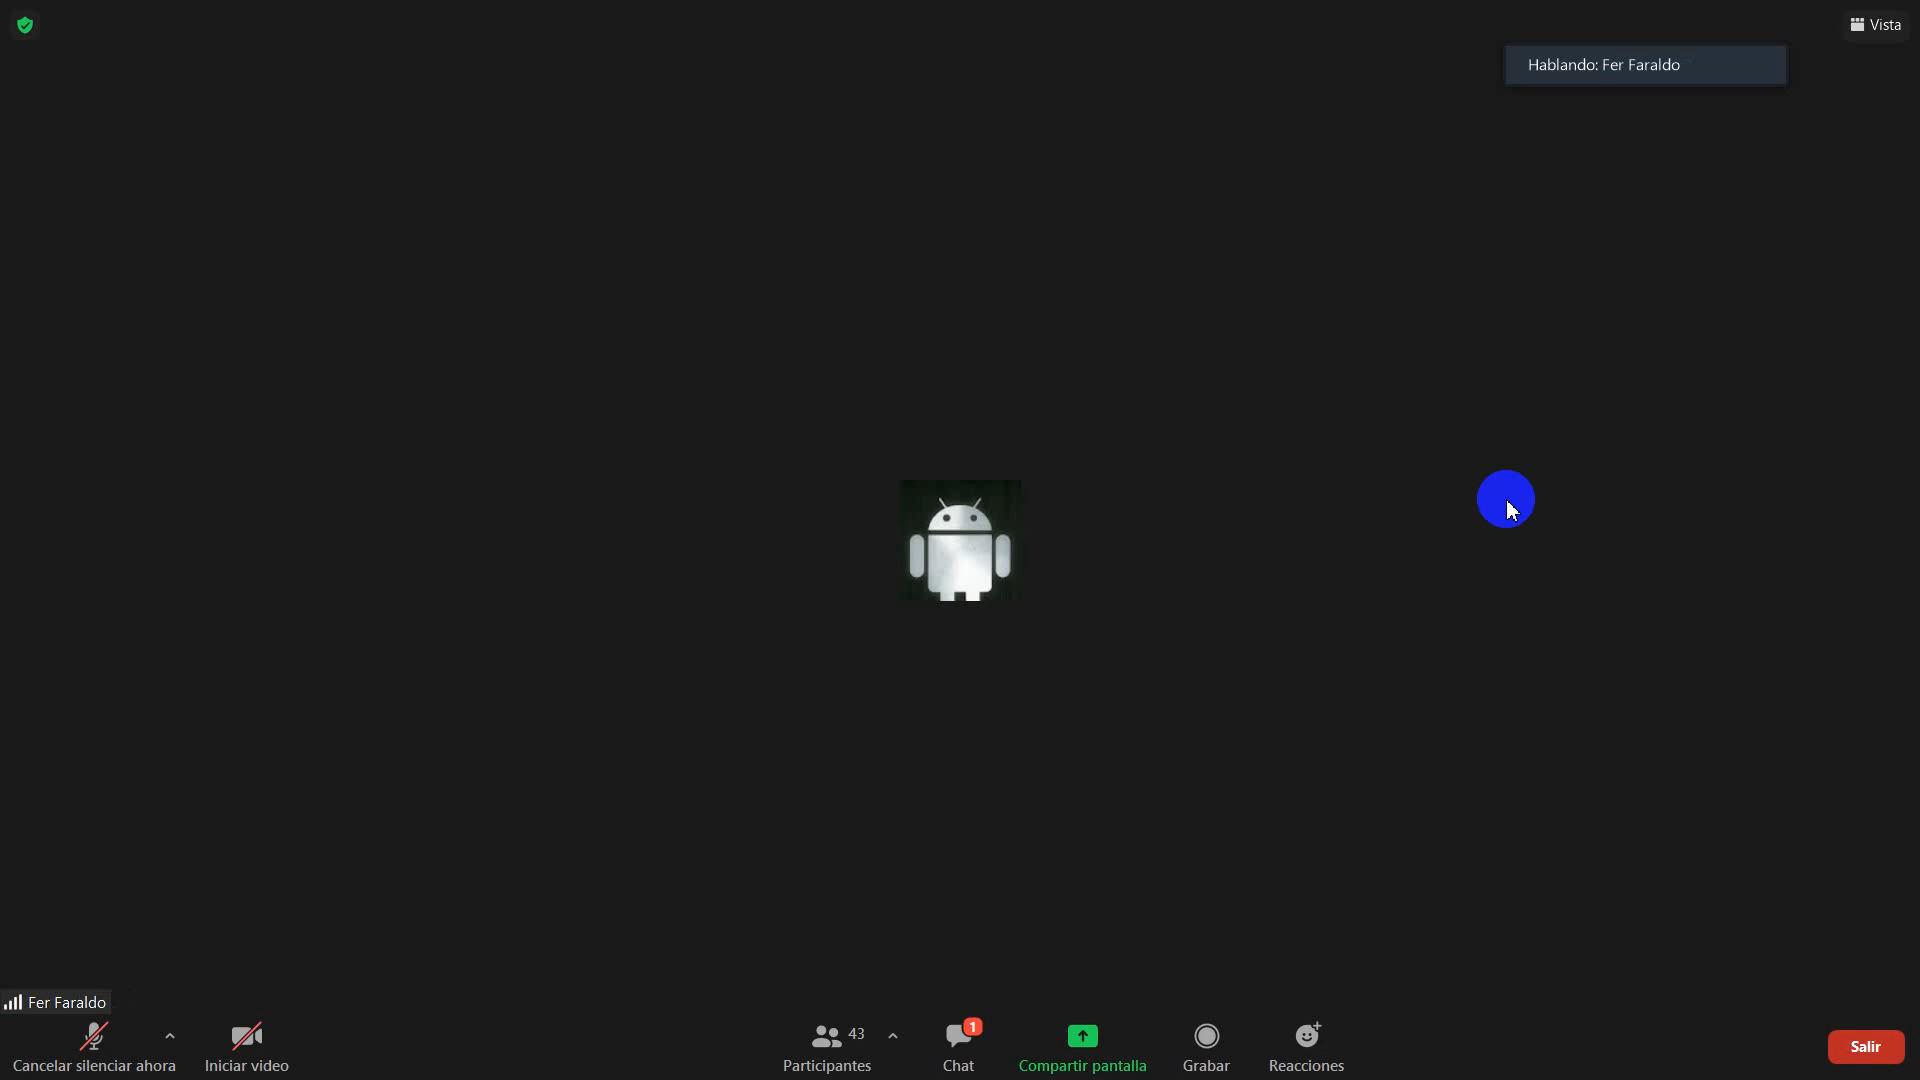 Vista
Hablando: Fer Faraldo
Fer Faraldo
43
1
Cancelar silenciar ahora
Iniciar video
Participantes
Chat
Compartir pantalla
Grabar
Reacciones
Salir